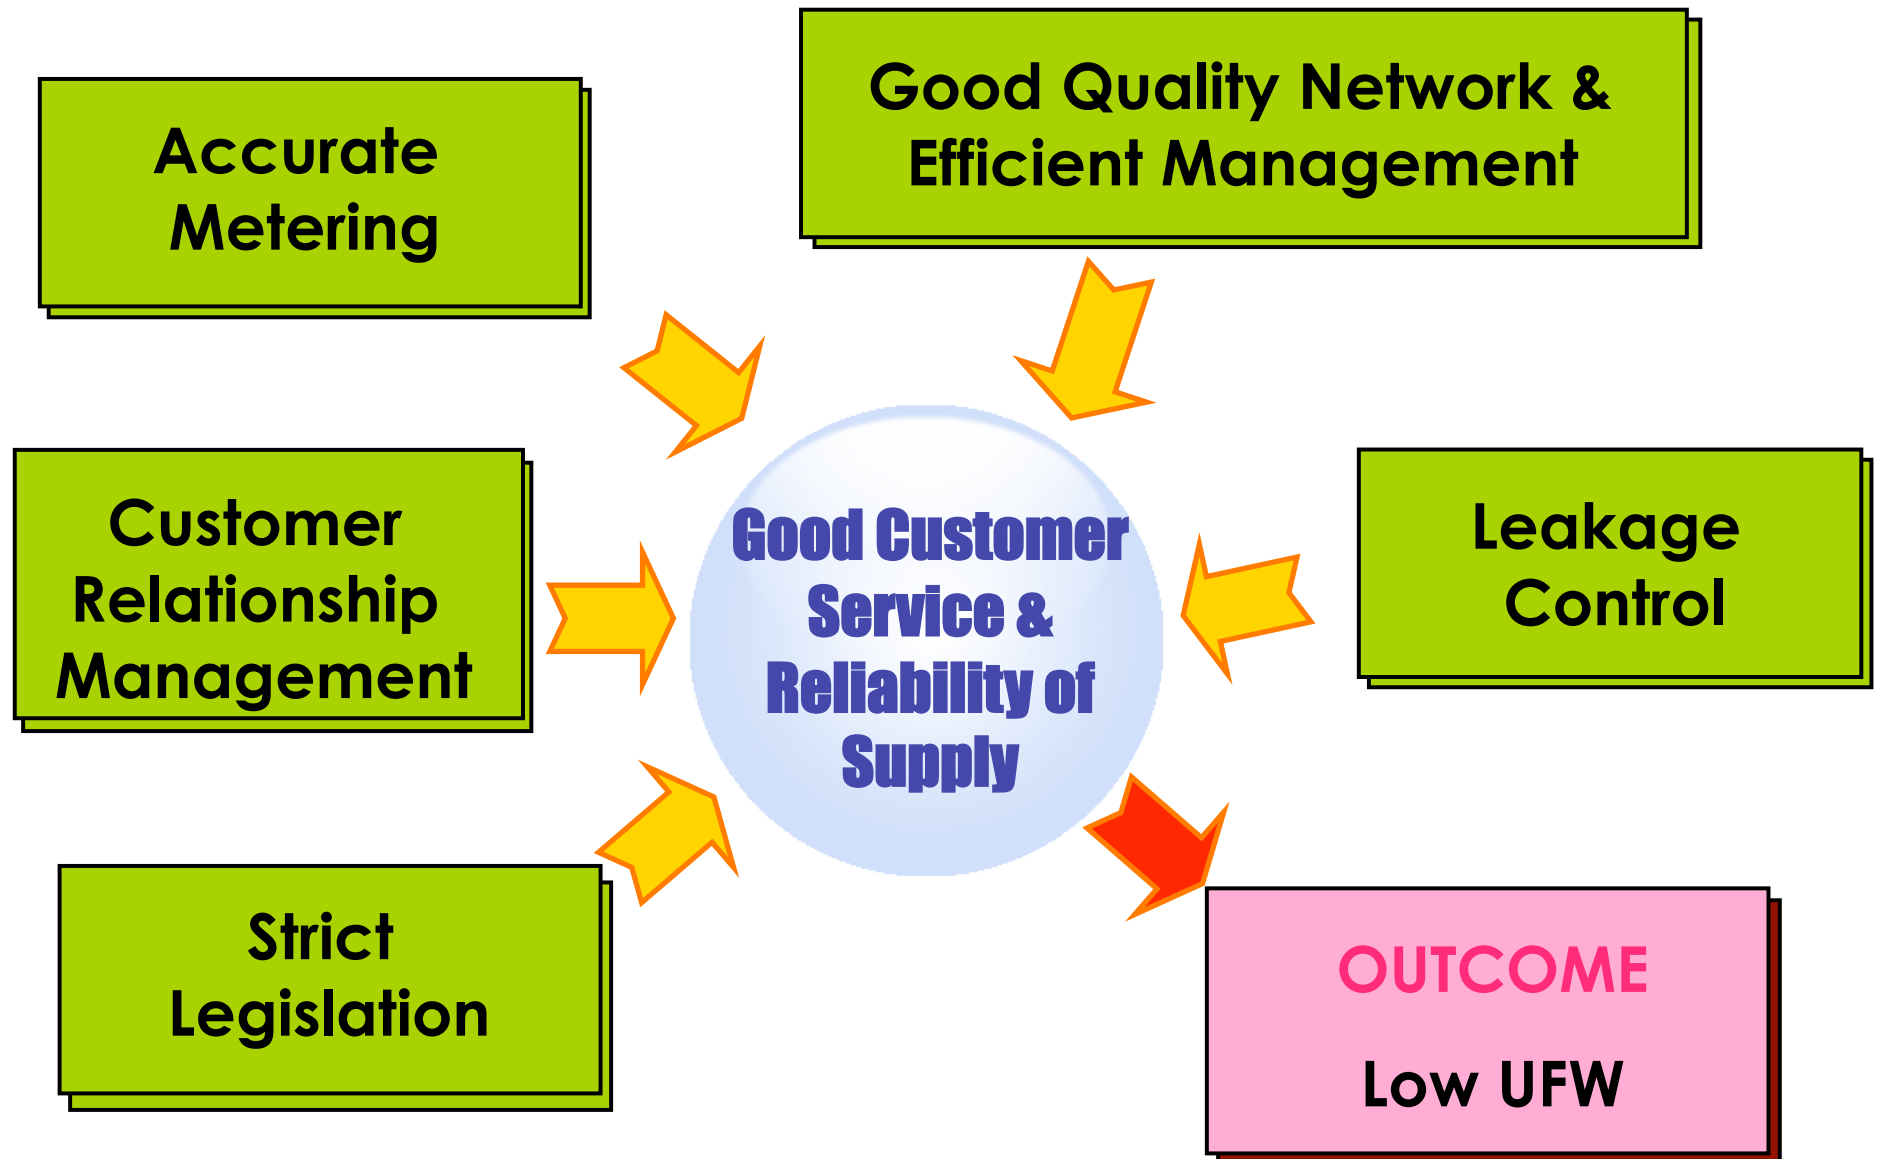 Good Quality Network &
Efficient Management
Accurate
Metering
Customer
Relationship
Management
Good Customer
Service &
Reliability of
Supply
Leakage
Control
Strict
Legislation
OUTCOME
Low UFW